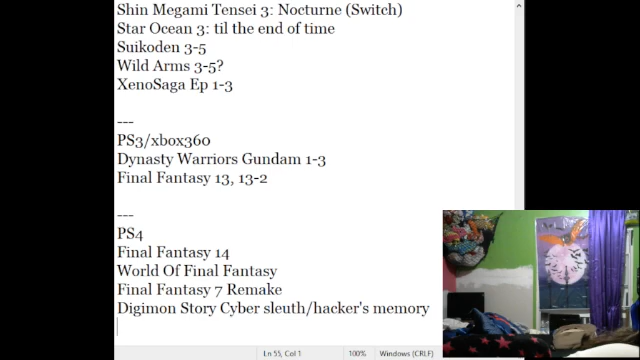 Shin Megami Tensei 3: Nocturne (Switch)
Star Ocean 3: til the end of time
Suikoden 3-5
Wild Arms 3-5?
XenoSaga Ep 1-3
---
PS3/xbox360
Dynasty Warriors Gundam 1-3
Final Fantasy 13, 13-2
---
PS4
Final Fantasy 14
World Of Final Fantasy
Final Fantasy 7 Remake
Digimon Story Cyber sleuth/hacker's memory
Ln 55, Col 1 100% Windows (CRLF)